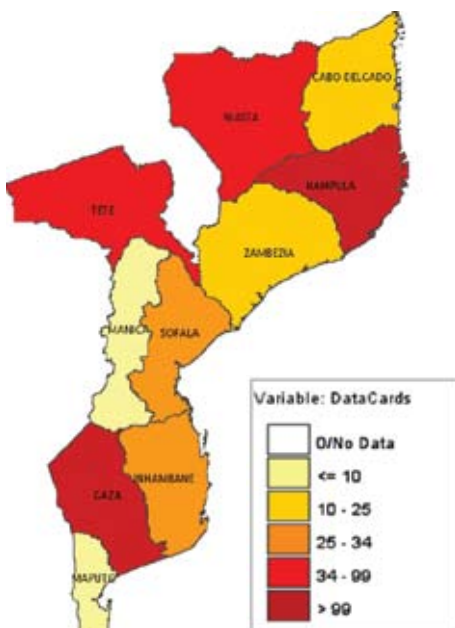 CABO DELGADO
NIASSA
NAMPULA
TETE
ZAMBEZIA
MANICA
SOFALA
INHAMBANE
GAZA
MAPUTO
Variable: DataCards
0/No Data
<= 10
10 - 25
25 - 34
34 - 99
> 99